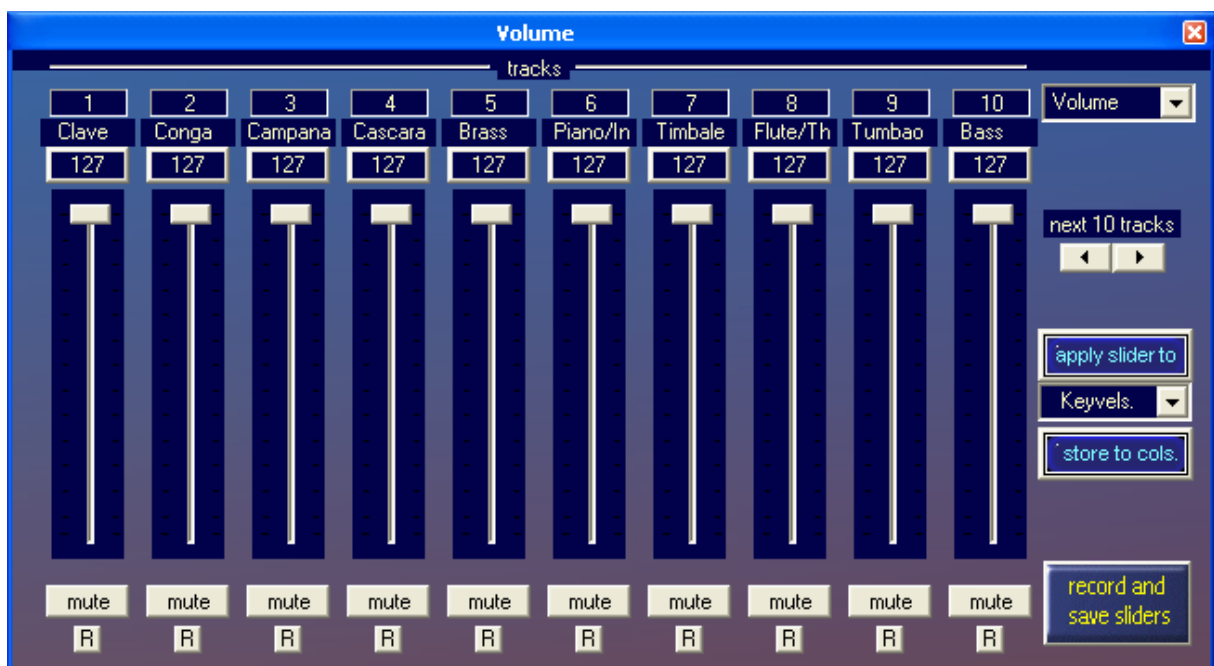 Volume
tracks
1 2 3 4 5 6 7 8 9 10
Volume
Clave Conga Campana Cascara Brass Piano/In Timbale Flute/Th Tumbao Bass
127 127 127 127 127 127 127 127 127 127
next 10 tracks
apply slider to
Keyvels.
store to cols.
record and
save sliders
mute mute mute mute mute mute mute mute mute mute
R R R R R R R R R R